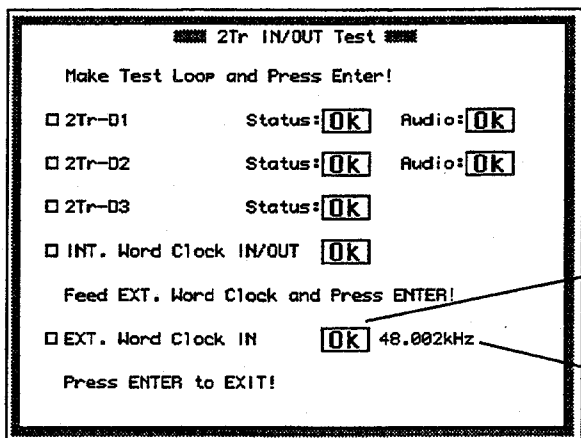 2Tr IN/OUT Test
Make Test Loop and Press Enter!
2Tr-D1 Status: OK Audio: OK
2Tr-D2 Status: OK Audio: OK
2Tr-D3 Status: OK
INT. Word Clock IN/OUT OK
Feed EXT. Word Clock and Press ENTER!
EXT. Word Clock IN OK 48.002kHz
Press ENTER to EXIT!